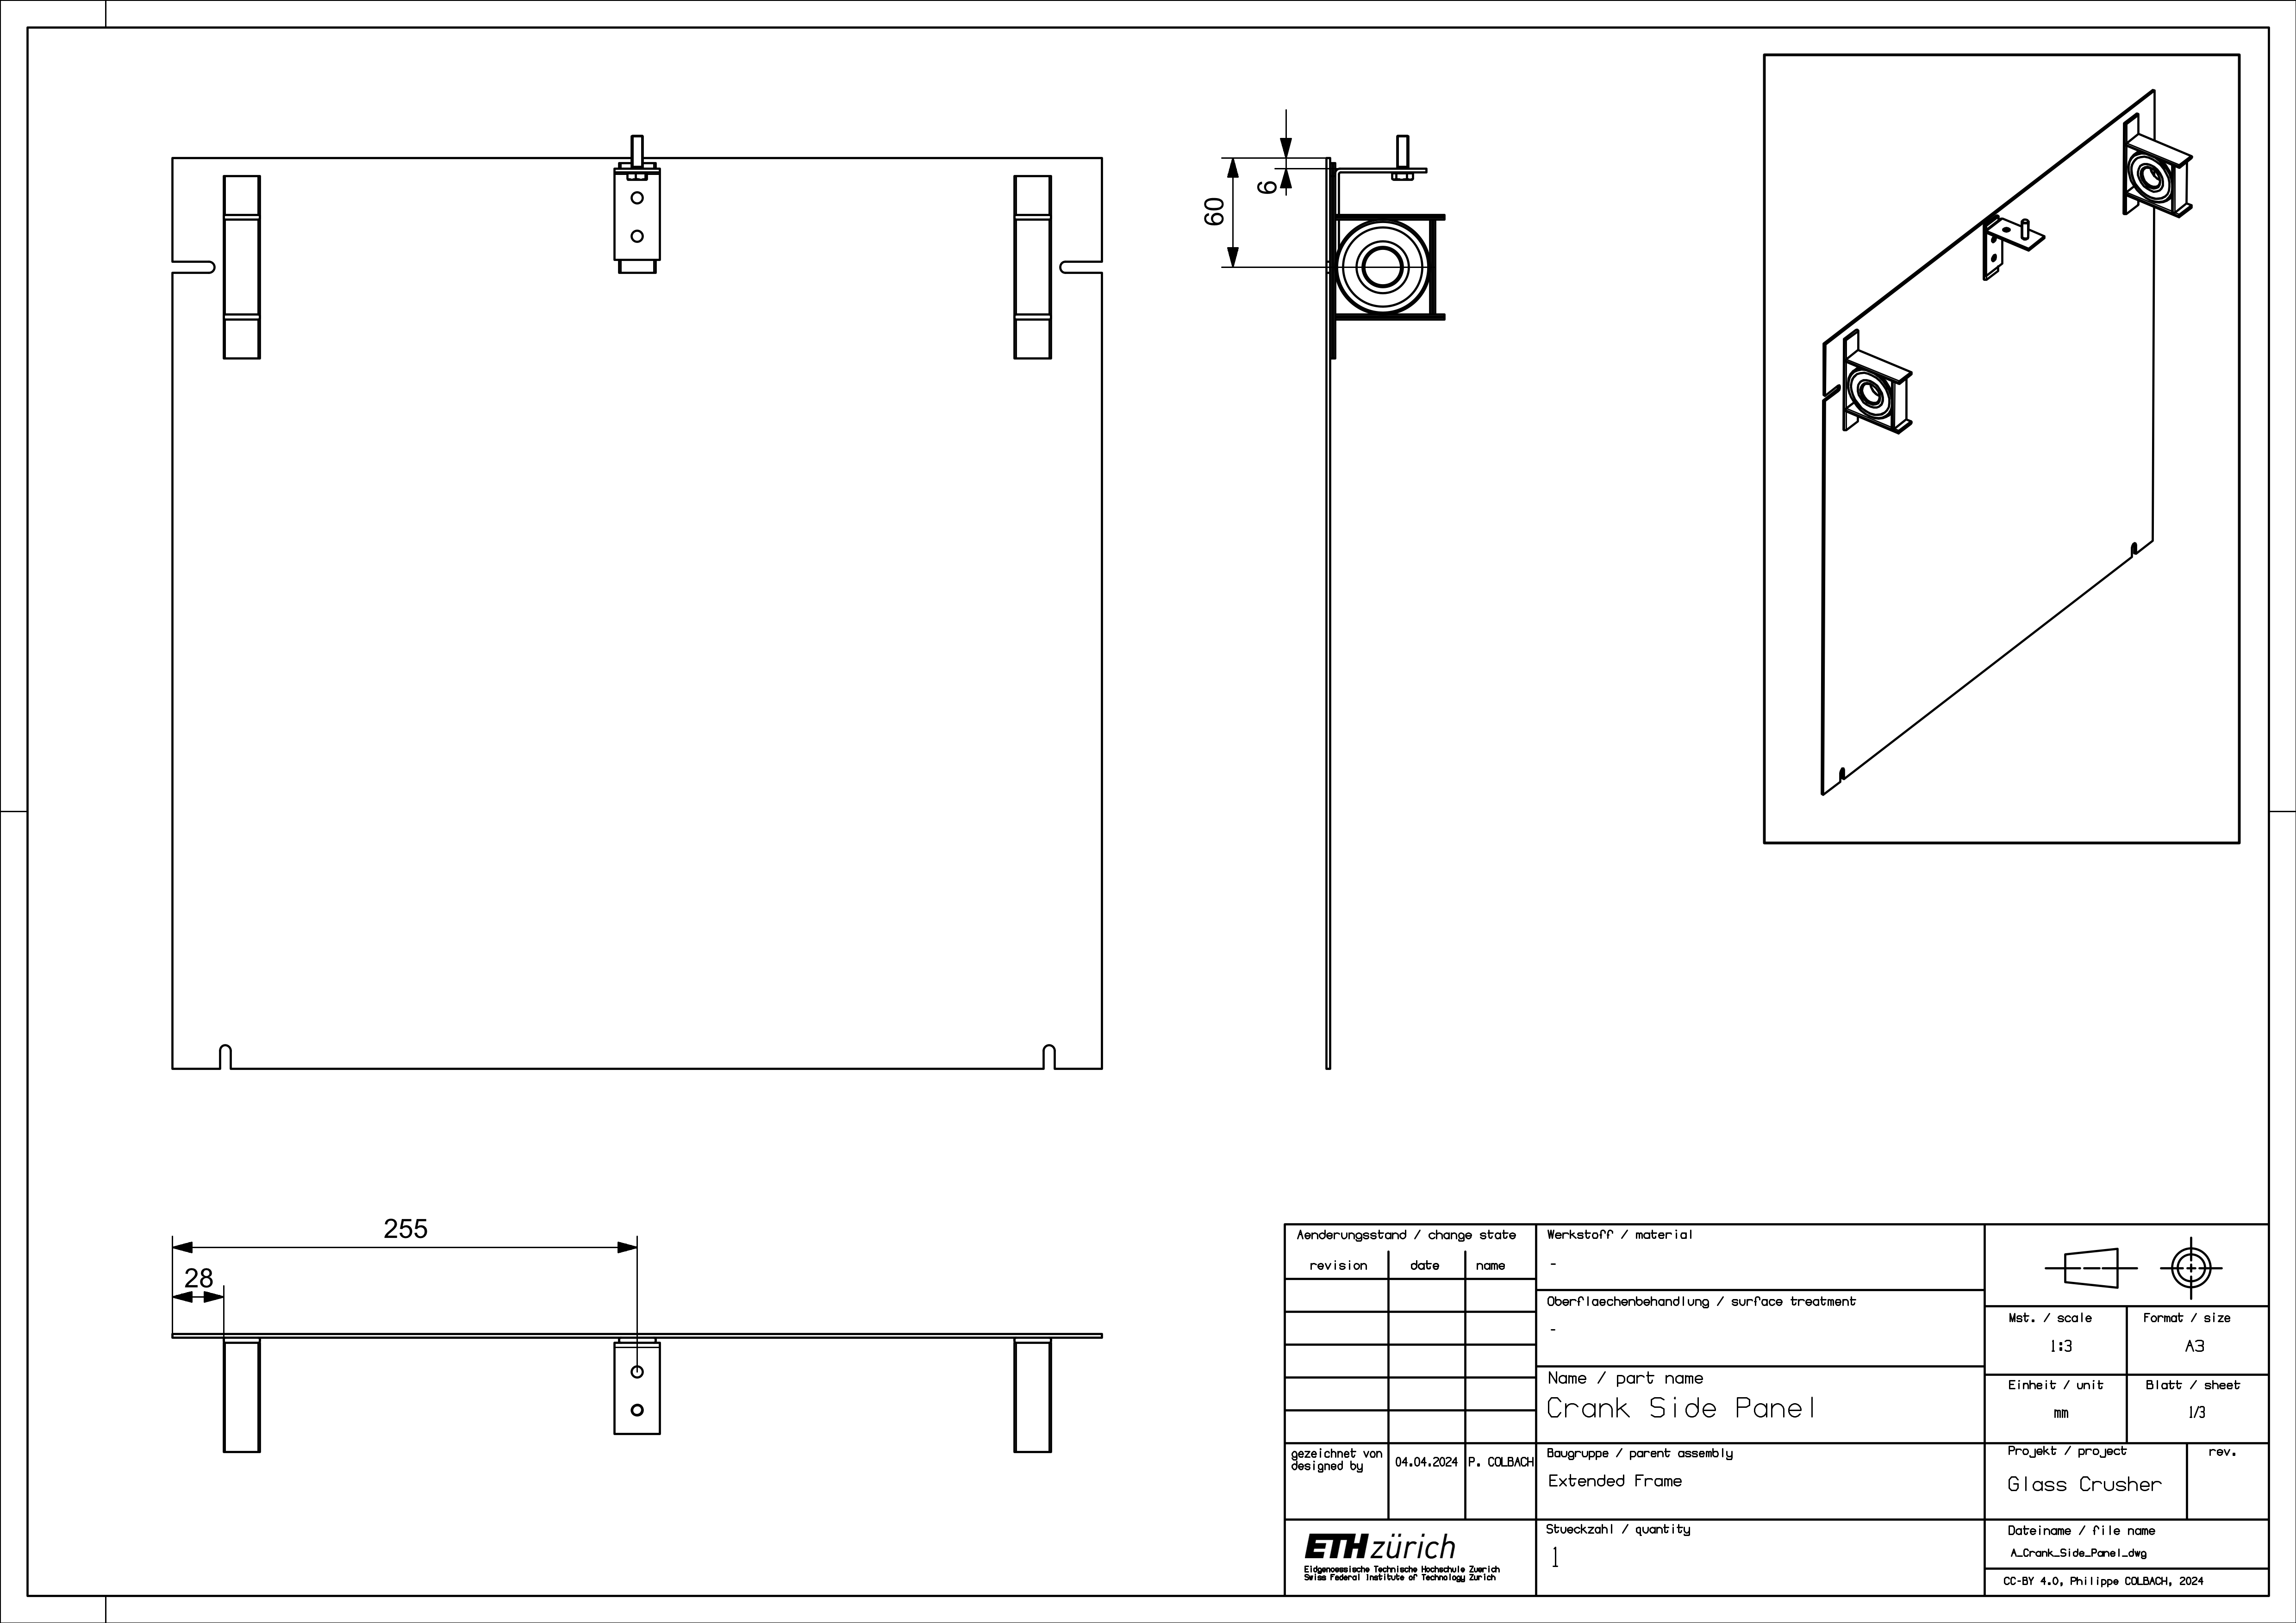 60
6
255
28
Aenderungsstand / change state
revision date name
gezeichnet von
designed by
04.04.2024
P. COLBACH
ETH zürich
Eidgenoessische Technische Hochschule Zuerich
Swiss Federal Institute of Technology Zurich
Werkstoff / material
-
Oberflaechenbehandlung / surface treatment
-
Name / part name
Crank Side Panel
Baugruppe / parent assembly
Extended Frame
Stueckzahl / quantity
1
Mst. / scale
1:3
Format / size
A3
Einheit / unit
mm
Blatt / sheet
1/3
Projekt / project
Glass Crusher
rev.
Dateiname / file name
A_Crank_Side_Panel_dwg
CC-BY 4.0, Philippe COLBACH, 2024